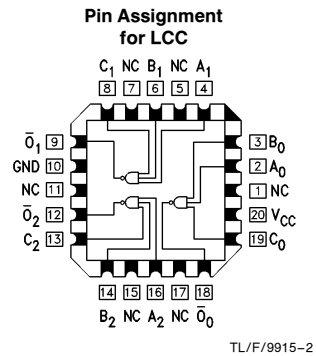 Pin Assignment
for LCC
C1 NC B1 NC A1
8 7 6 5 4
Ō1 9
GND 10
NC 11
Ō2 12
C2 13
3 B0
2 A0
1 NC
20 VCC
19 C0
14 15 16 17 18
B2 NC A2 NC Ō0
TL/F/9915–2